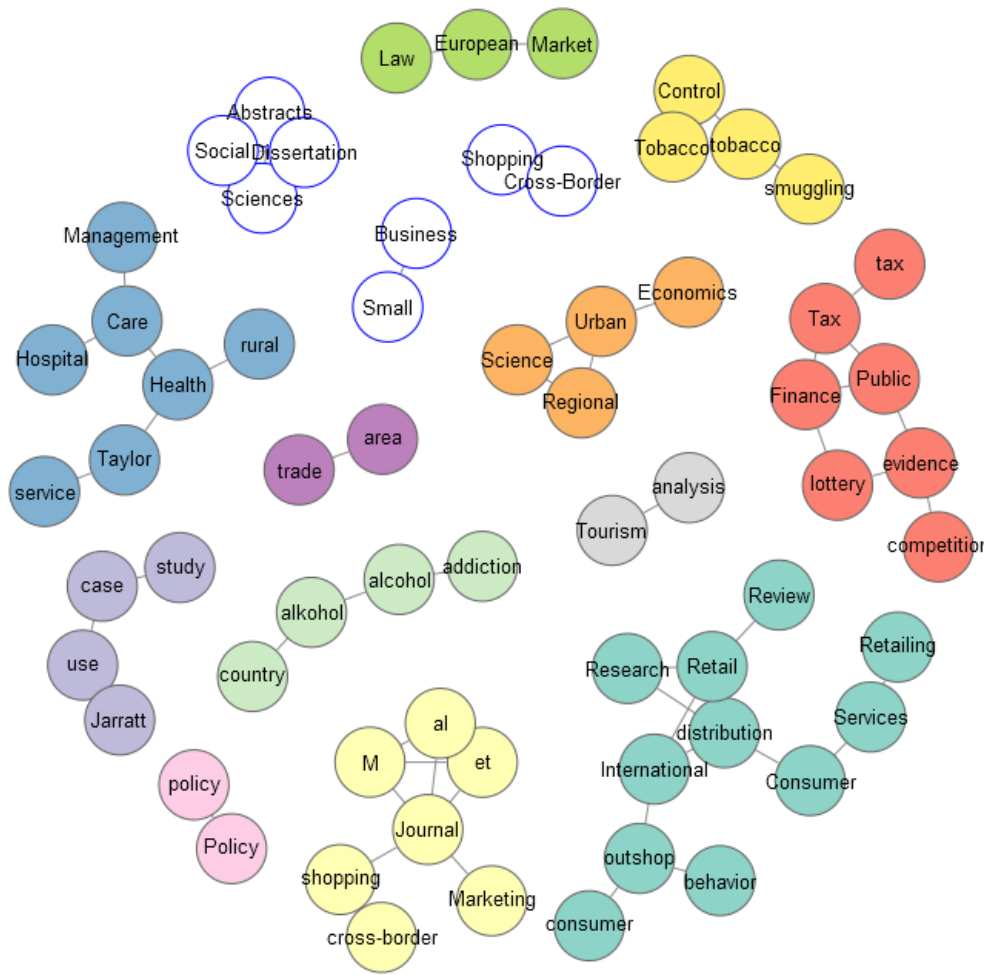 Law
European
Market
Control
Tobacco
tobacco
smuggling
Abstracts
Social
Dissertation
Sciences
Shopping
Cross-Border
Business
Small
Management
Care
Hospital
Health
rural
Taylor
service
Economics
Urban
Science
Regional
tax
Tax
Public
Finance
evidence
lottery
competition
area
trade
analysis
Tourism
study
case
use
Jarratt
addiction
alcohol
alkohol
country
Review
Retail
Research
distribution
International
Retailing
Services
Consumer
outshop
behavior
consumer
al
M
et
Journal
shopping
cross-border
Marketing
policy
Policy